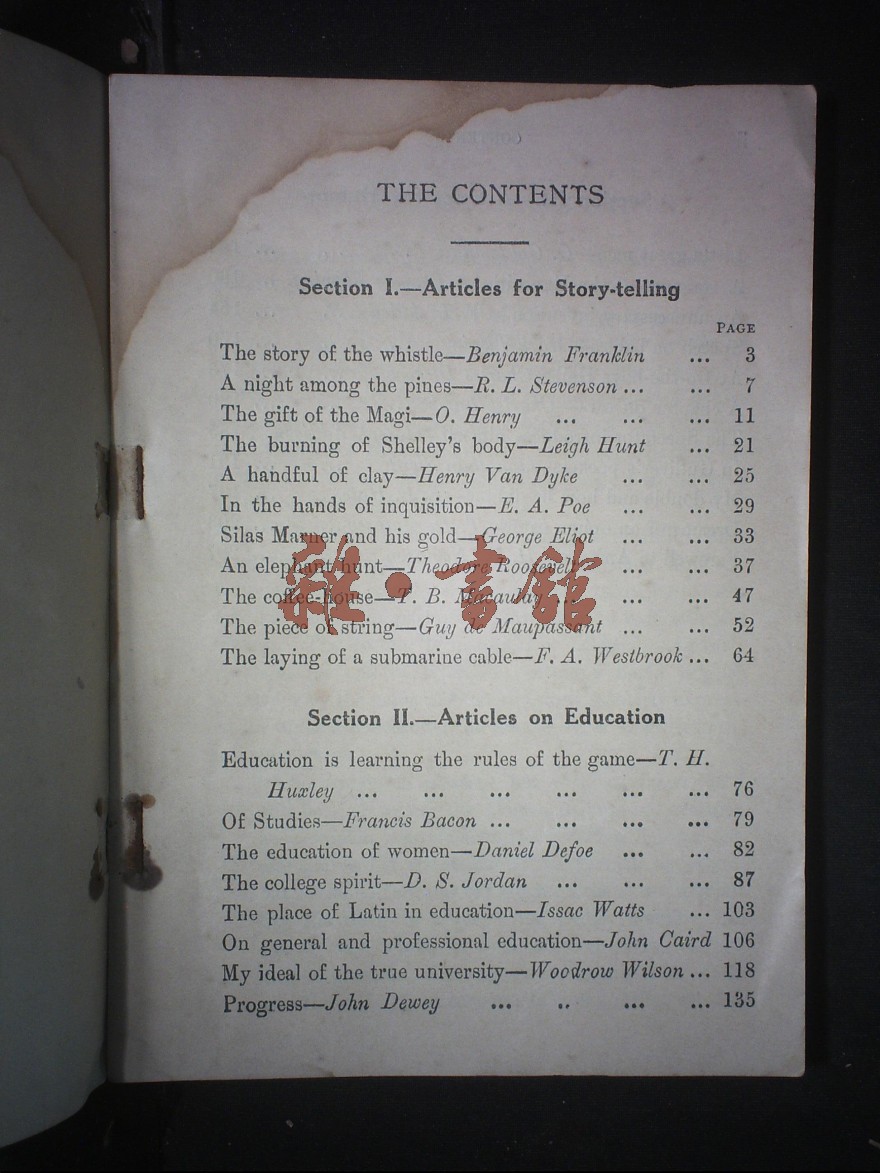 THE CONTENTS
Section I.—Articles for Story-telling
PAGE
The story of the whistle—Benjamin Franklin ... 3
A night among the pines—R. L. Stevenson ... ... 7
The gift of the Magi—O. Henry ... ... ... 11
The burning of Shelley's body—Leigh Hunt ... 21
A handful of clay—Henry Van Dyke ... ... 25
In the hands of inquisition—E. A. Poe ... ... 29
Silas Marner and his gold—George Eliot ... ... 33
An elephant hunt—Theodore Roosevelt ... ... 37
The coffee-house—T. B. Macaulay ... ... ... 47
The piece of string—Guy de Maupassant ... ... 52
The laying of a submarine cable—F. A. Westbrook ... 64
Section II.—Articles on Education
Education is learning the rules of the game—T. H.
Huxley ... ... ... ... ... ... 76
Of Studies—Francis Bacon ... ... ... ... 79
The education of women—Daniel Defoe ... ... 82
The college spirit—D. S. Jordan ... ... ... 87
The place of Latin in education—Issac Watts ... 103
On general and professional education—John Caird 106
My ideal of the true university—Woodrow Wilson ... 118
Progress—John Dewey ... .. ... ... 135
雜·書館